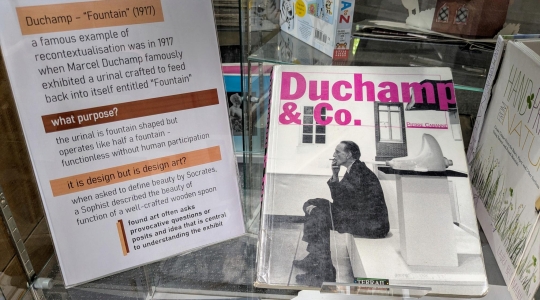 Duchamp – "Fountain" (1917)
a famous example of
recontextualisation was in 1917
when Marcel Duchamp famously
exhibited a urinal crafted to feed
back into itself entitled "Fountain"
what purpose?
the urinal is fountain shaped but
operates like half a fountain -
functionless without human participation
it is design but is design art?
when asked to define beauty by Socrates,
a Sophist described the beauty of
function of a well-crafted wooden spoon
found art often asks
provocative questions or
posits and idea that is central
to understanding the exhibit
Duchamp
& Co.
Pierre Cabanne
TERRAIL
A-Z